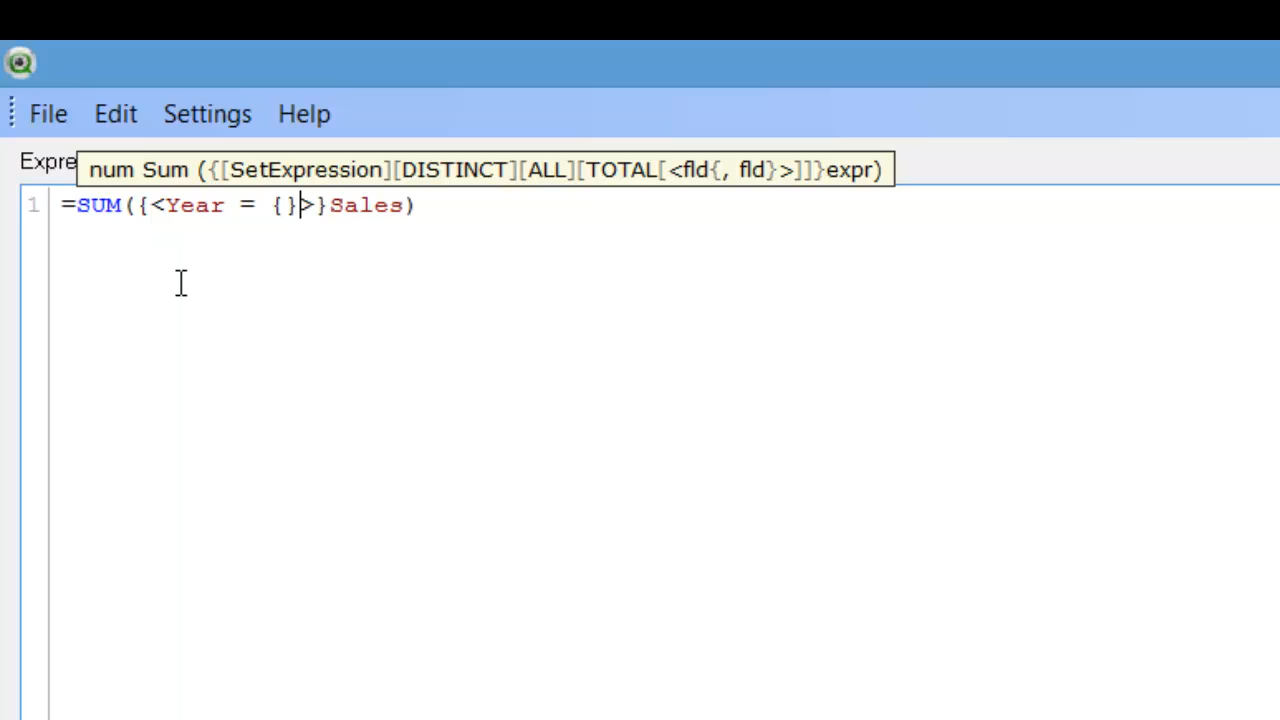 File Edit Settings Help
Expre
num Sum ({[SetExpression][DISTINCT][ALL][TOTAL[<fld{, fld}>]]}expr)
1 =SUM({<Year = {}>}Sales)